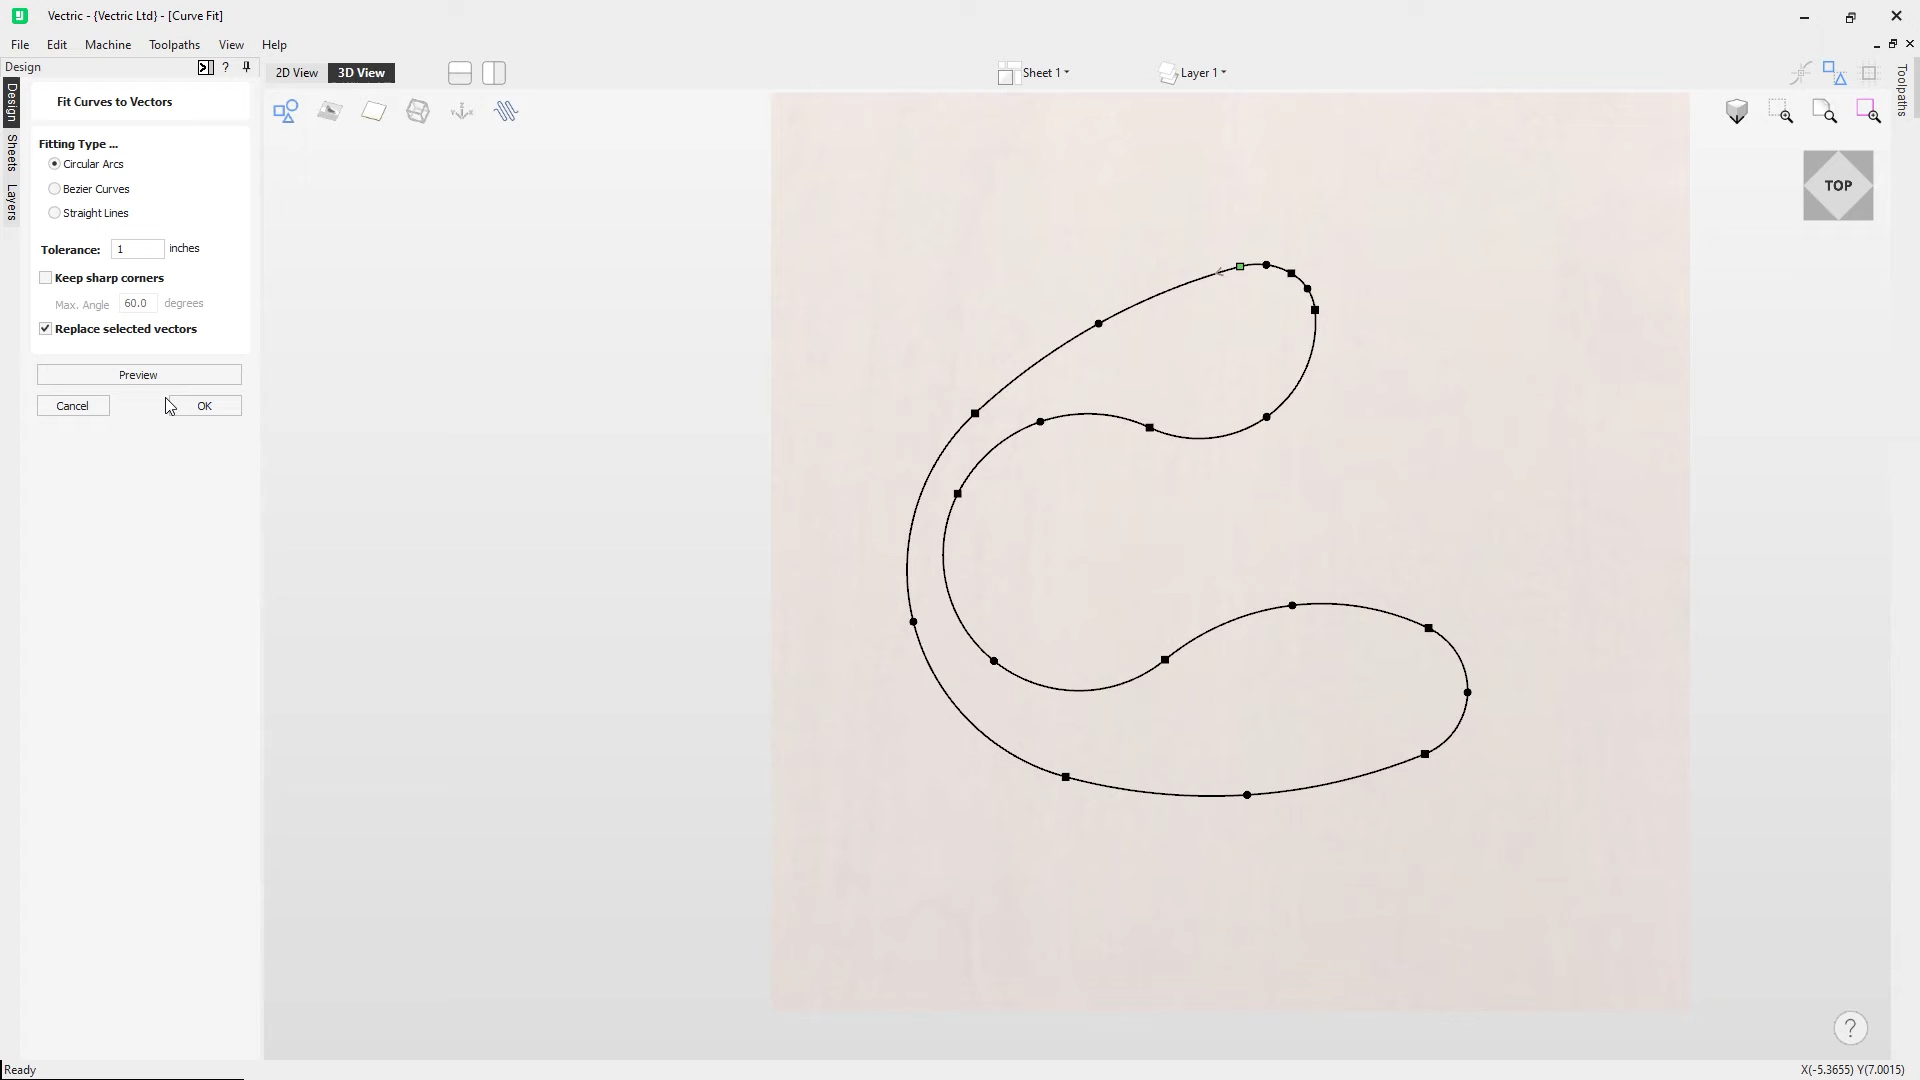 Vectric - {Vectric Ltd} - [Curve Fit]
File Edit Machine Toolpaths View Help
Design ?
2D View 3D View Sheet 1 Layer 1
Design
Sheets
Layers
Toolpaths
Fit Curves to Vectors
Fitting Type ...
Circular Arcs
Bezier Curves
Straight Lines
Tolerance: 1 inches
Keep sharp corners
Max. Angle 60.0 degrees
Replace selected vectors
Preview
Cancel OK
TOP
?
Ready X(-5.3655) Y(7.0015)